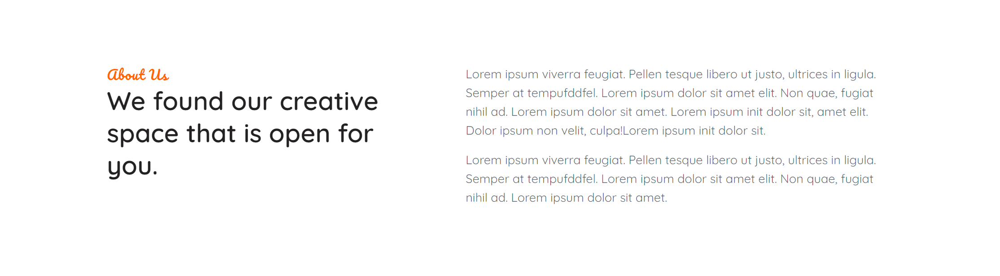 About Us
We found our creative
space that is open for
you.
Lorem ipsum viverra feugiat. Pellen tesque libero ut justo, ultrices in ligula.
Semper at tempufddfel. Lorem ipsum dolor sit amet elit. Non quae, fugiat
nihil ad. Lorem ipsum dolor sit amet. Lorem ipsum init dolor sit, amet elit.
Dolor ipsum non velit, culpa!Lorem ipsum init dolor sit.
Lorem ipsum viverra feugiat. Pellen tesque libero ut justo, ultrices in ligula.
Semper at tempufddfel. Lorem ipsum dolor sit amet elit. Non quae, fugiat
nihil ad. Lorem ipsum dolor sit amet.